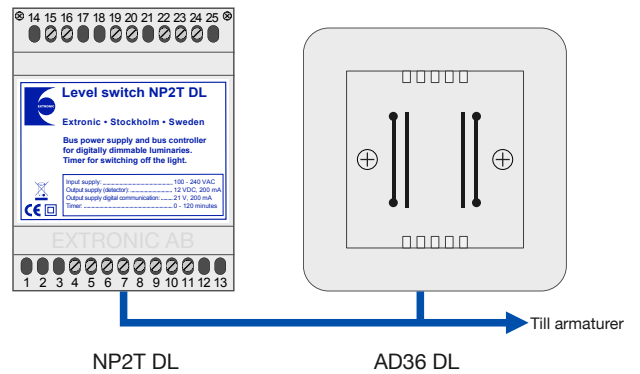 14 15 16 17 18 19 20 21 22 23 24 25
EXTRONIC
Level switch NP2T DL
Extronic • Stockholm • Sweden
Bus power supply and bus controller
for digitally dimmable luminaries.
Timer for switching off the light.
Input supply: 100 - 240 VAC
Output supply (detector): 12 VDC, 200 mA
Output supply digital communication: 21 V, 200 mA
Timer: 0 - 120 minutes
CE
EXTRONIC AB
1 2 3 4 5 6 7 8 9 10 11 12 13
Till armaturer
NP2T DL
AD36 DL